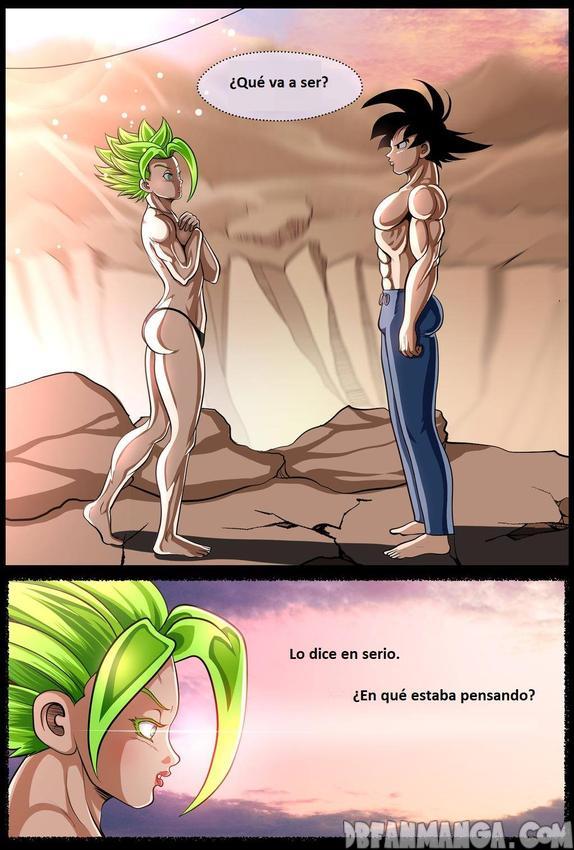 ¿Qué va a ser?
Lo dice en serio.
¿En qué estaba pensando?
DBFANMANGA.COM